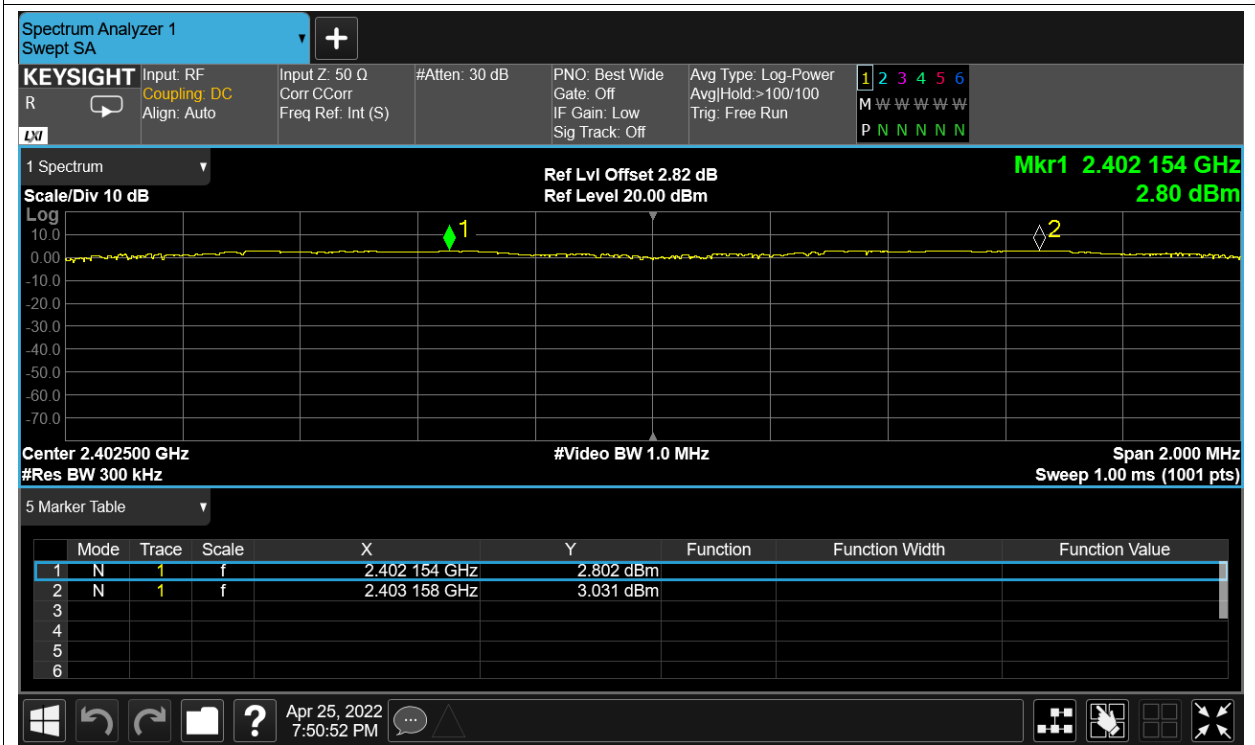 Spectrum Analyzer 1
Swept SA
+
KEYSIGHT
R
LXI
Input: RF
Coupling: DC
Align: Auto
Input Z: 50 Ω
Corr CCorr
Freq Ref: Int (S)
#Atten: 30 dB
PNO: Best Wide
Gate: Off
IF Gain: Low
Sig Track: Off
Avg Type: Log-Power
Avg|Hold:>100/100
Trig: Free Run
1 2 3 4 5 6
M W W W W W
P N N N N N
1 Spectrum
Scale/Div 10 dB
Ref Lvl Offset 2.82 dB
Ref Level 20.00 dBm
Mkr1 2.402 154 GHz
2.80 dBm
Log
10.0
0.00
-10.0
-20.0
-30.0
-40.0
-50.0
-60.0
-70.0
1
2
Center 2.402500 GHz
#Res BW 300 kHz
#Video BW 1.0 MHz
Span 2.000 MHz
Sweep 1.00 ms (1001 pts)
5 Marker Table
Mode Trace Scale X Y Function Function Width Function Value
1 N 1 f 2.402 154 GHz 2.802 dBm
2 N 1 f 2.403 158 GHz 3.031 dBm
3
4
5
6
?
Apr 25, 2022
7:50:52 PM